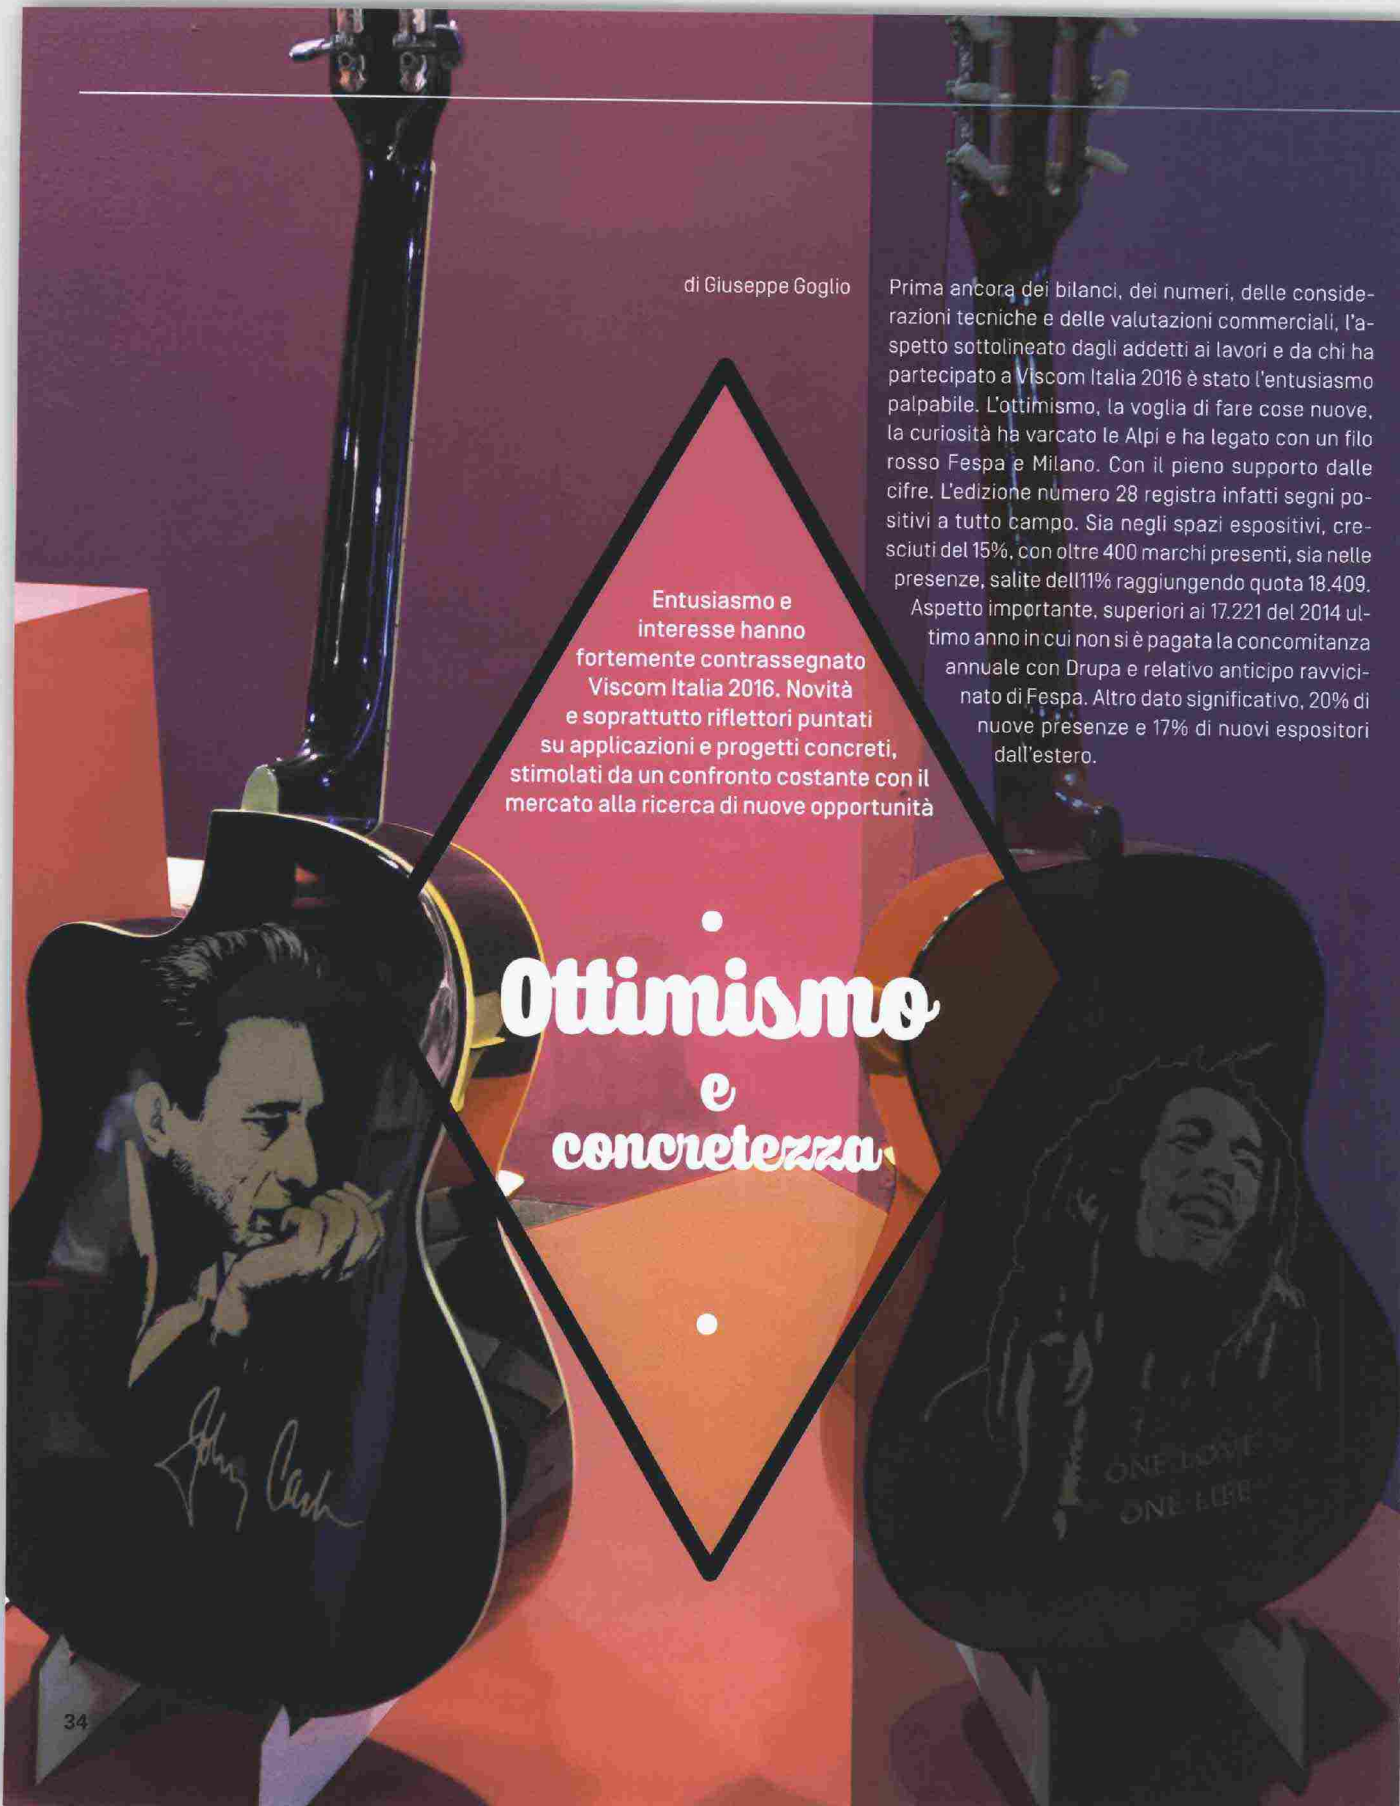 di Giuseppe Goglio
Prima ancora dei bilanci, dei numeri, delle conside-
razioni tecniche e delle valutazioni commerciali, l'a-
spetto sottolineato dagli addetti ai lavori e da chi ha
partecipato a Viscom Italia 2016 è stato l'entusiasmo
palpabile. L'ottimismo, la voglia di fare cose nuove,
la curiosità ha varcato le Alpi e ha legato con un filo
rosso Fespa e Milano. Con il pieno supporto dalle
cifre. L'edizione numero 28 registra infatti segni po-
sitivi a tutto campo. Sia negli spazi espositivi, cre-
sciuti del 15%, con oltre 400 marchi presenti, sia nelle
presenze, salite dell11% raggiungendo quota 18.409.
Aspetto importante, superiori ai 17.221 del 2014 ul-
timo anno in cui non si è pagata la concomitanza
annuale con Drupa e relativo anticipo ravvici-
nato di Fespa. Altro dato significativo, 20% di
nuove presenze e 17% di nuovi espositori
dall'estero.
Entusiasmo e
interesse hanno
fortemente contrassegnato
Viscom Italia 2016. Novità
e soprattutto riflettori puntati
su applicazioni e progetti concreti,
stimolati da un confronto costante con il
mercato alla ricerca di nuove opportunità
Ottimismo
e
concretezza
Johny Cash
ONE LOVE
ONE LIFE
34